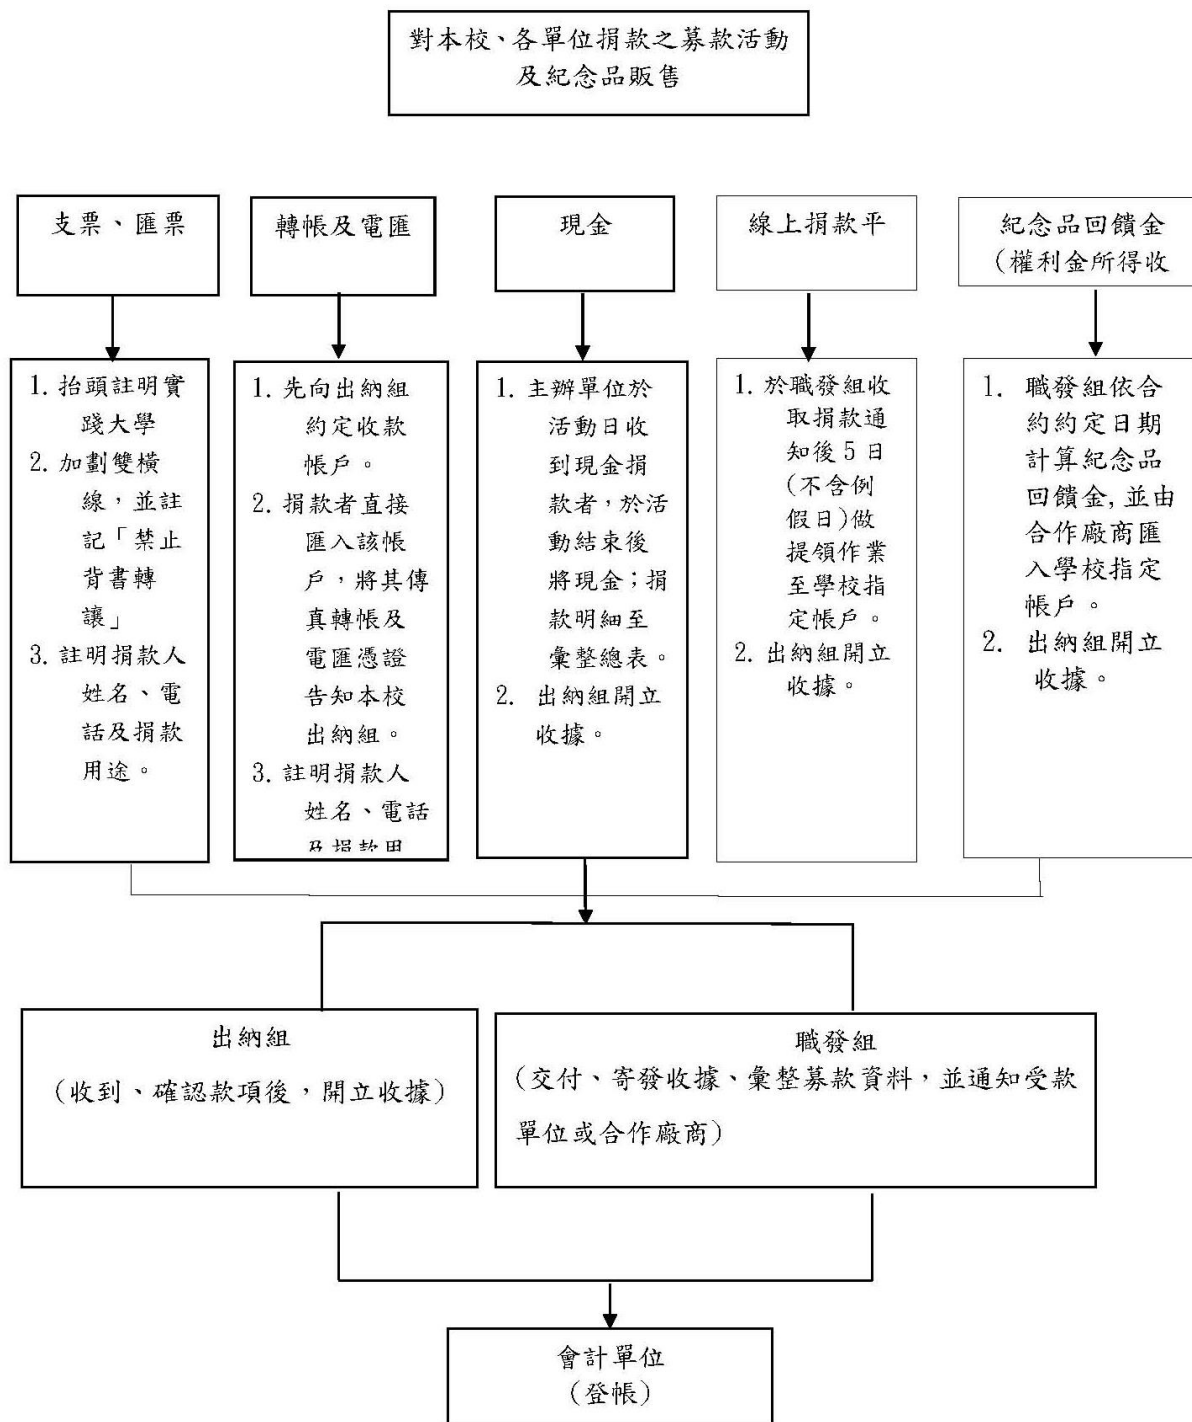 對本校、各單位捐款之募款活動
及紀念品販售
支票、匯票
轉帳及電匯
現金
線上捐款平
紀念品回饋金
(權利金所得收
1. 抬頭註明實
踐大學
2. 加劃雙橫
線，並註
記「禁止
背書轉
讓」
3. 註明捐款人
姓名、電
話及捐款
用途。
1. 先向出納組
約定收款
帳戶。
2. 捐款者直接
匯入該帳
戶，將其傳
真轉帳及
電匯憑證
告知本校
出納組。
3. 註明捐款人
姓名、電話
及捐款用
1. 主辦單位於
活動日收
到現金捐
款者，於活
動結束後
將現金;捐
款明細至
彙整總表。
2. 出納組開立
收據。
1. 於職發組收
取捐款通
知後 5 日
(不含例
假日)做
提領作業
至學校指
定帳戶。
2. 出納組開立
收據。
1. 職發組依合
約約定日期
計算紀念品
回饋金, 並由
合作廠商匯
入學校指定
帳戶。
2. 出納組開立
收據。
出納組
(收到、確認款項後，開立收據)
職發組
(交付、寄發收據、彙整募款資料，並通知受款
單位或合作廠商)
會計單位
(登帳)